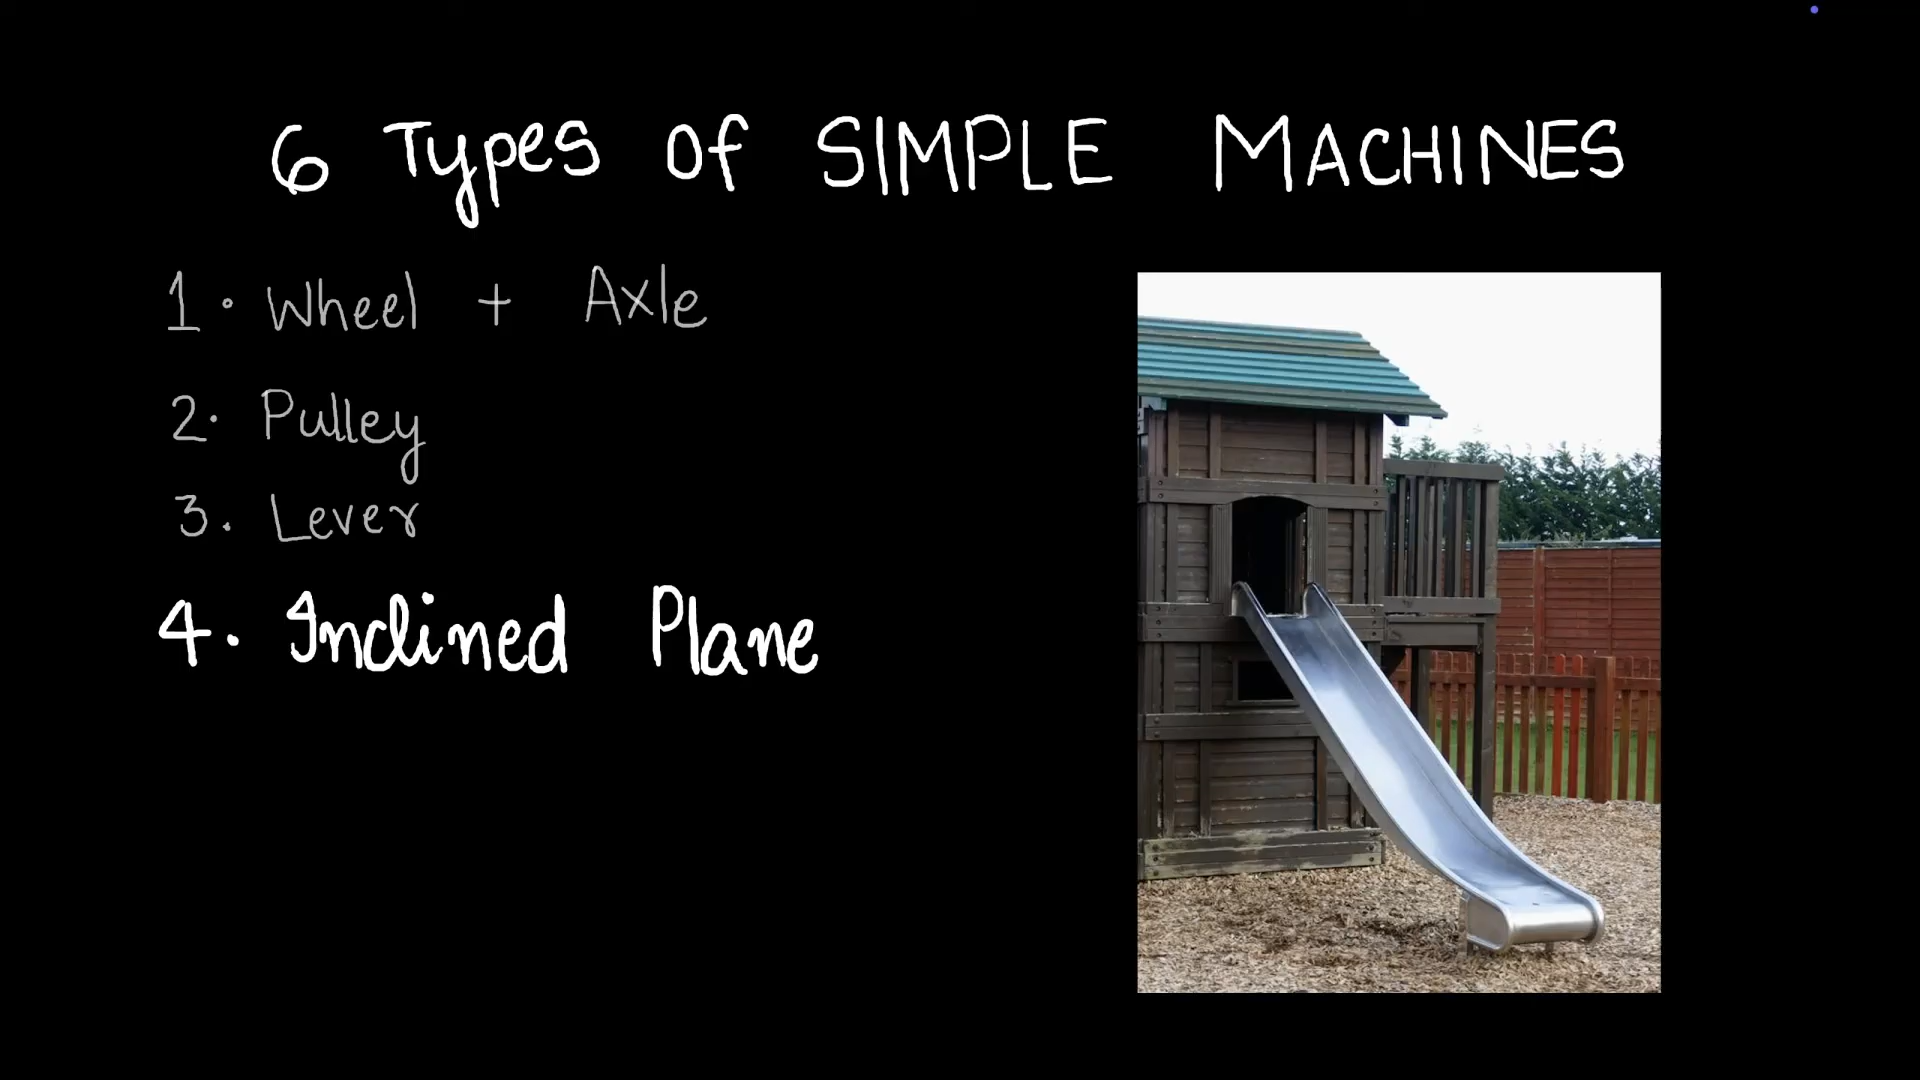 6 Types of SIMPLE MACHINES
1. Wheel + Axle
2. Pulley
3. Lever
4. Inclined Plane